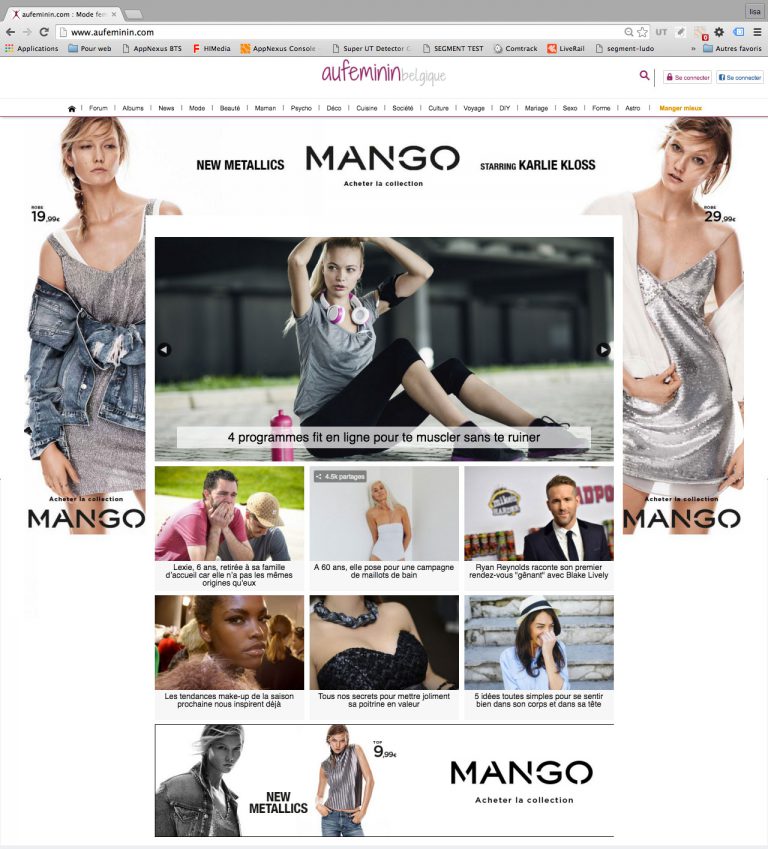 aufeminin.com : Mode fem
lisa
www.aufeminin.com
UT
0
Applications
Pour web
AppNexus BTS
HIMedia
AppNexus Console
Super UT Detector
SEGMENT TEST
Comtrack
LiveRail
segment-ludo
»
Autres favoris
aufemininbelgique
Se connecter
Se connecter
Forum | Albums | News | Mode | Beauté | Maman | Psycho | Déco | Cuisine | Société | Culture | Voyage | DIY | Mariage | Sexo | Forme | Astro | Manger mieux
NEW METALLICS
MANGO
STARRING KARLIE KLOSS
Acheter la collection
ROBE
19,99€
ROBE
29,99€
4 programmes fit en ligne pour te muscler sans te ruiner
Acheter la collection
MANGO
Acheter la collection
MANGO
4.5k partages
Lexie, 6 ans, retirée à sa famille
d'accueil car elle n'a pas les mêmes
origines qu'eux
A 60 ans, elle pose pour une campagne
de maillots de bain
Ryan Reynolds raconte son premier
rendez-vous "gênant" avec Blake Lively
Les tendances make-up de la saison
prochaine nous inspirent déjà
Tous nos secrets pour mettre joliment
sa poitrine en valeur
5 idées toutes simples pour se sentir
bien dans son corps et dans sa tête
NEW
METALLICS
TOP
9,99€
MANGO
Acheter la collection